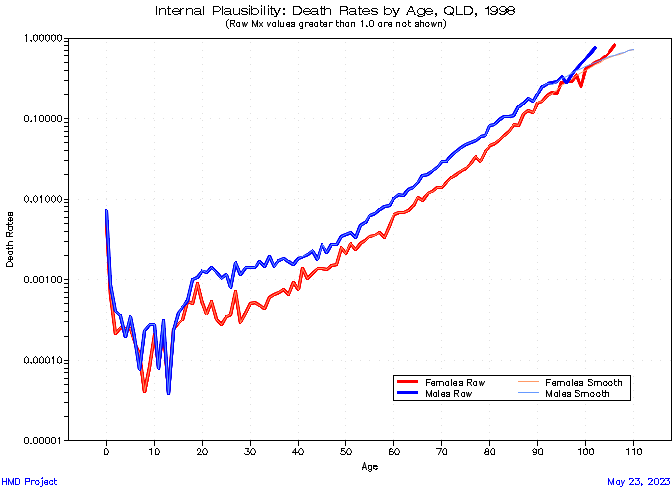 Internal Plausibility: Death Rates by Age, QLD, 1998
(Raw Mx values greater than 1.0 are not shown)
1.00000
0.10000
0.01000
0.00100
0.00010
0.00001
Death Rates
0 10 20 30 40 50 60 70 80 90 100 110
Age
Females Raw Females Smooth
Males Raw Males Smooth
HMD Project May 23, 2023